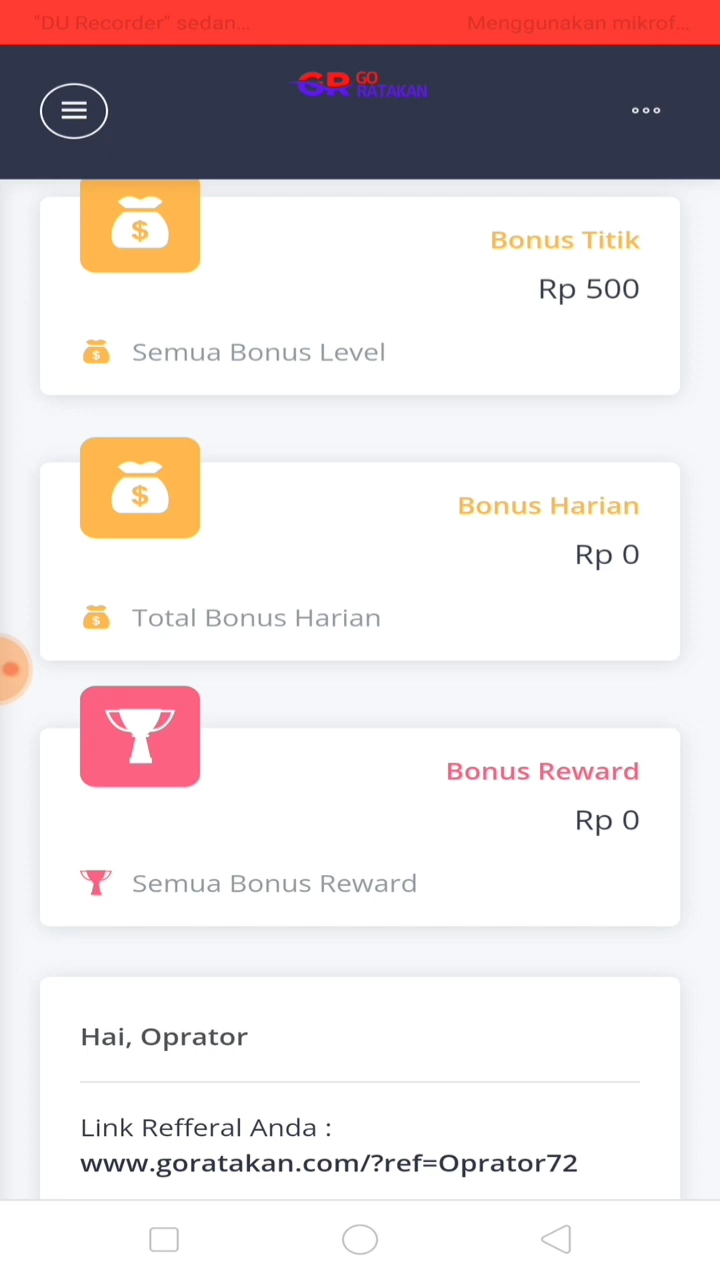 "DU Recorder" sedan...
Menggunakan mikrof...
GR GO
RATAKAN
Bonus Titik
Rp 500
Semua Bonus Level
Bonus Harian
Rp 0
Total Bonus Harian
Bonus Reward
Rp 0
Semua Bonus Reward
Hai, Oprator
Link Refferal Anda :
www.goratakan.com/?ref=Oprator72